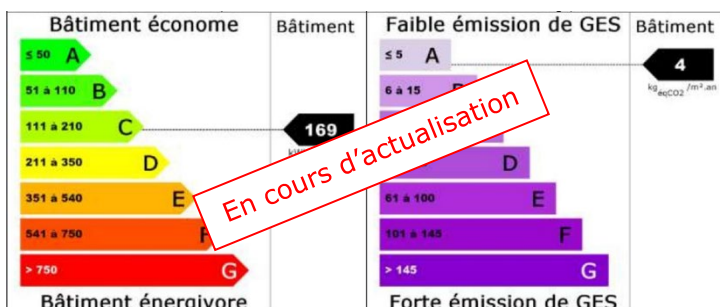 Bâtiment économe
Bâtiment
≤ 50 A
51 à 110 B
111 à 210 C
169
211 à 350 D
351 à 540 E
541 à 750 F
> 750 G
Bâtiment énergivore
Faible émission de GES
Bâtiment
≤ 5 A
4
kg éqCO2 /m².an
6 à 15
D
61 à 100 E
101 à 145 F
> 145 G
Forte émission de GES
En cours d'actualisation